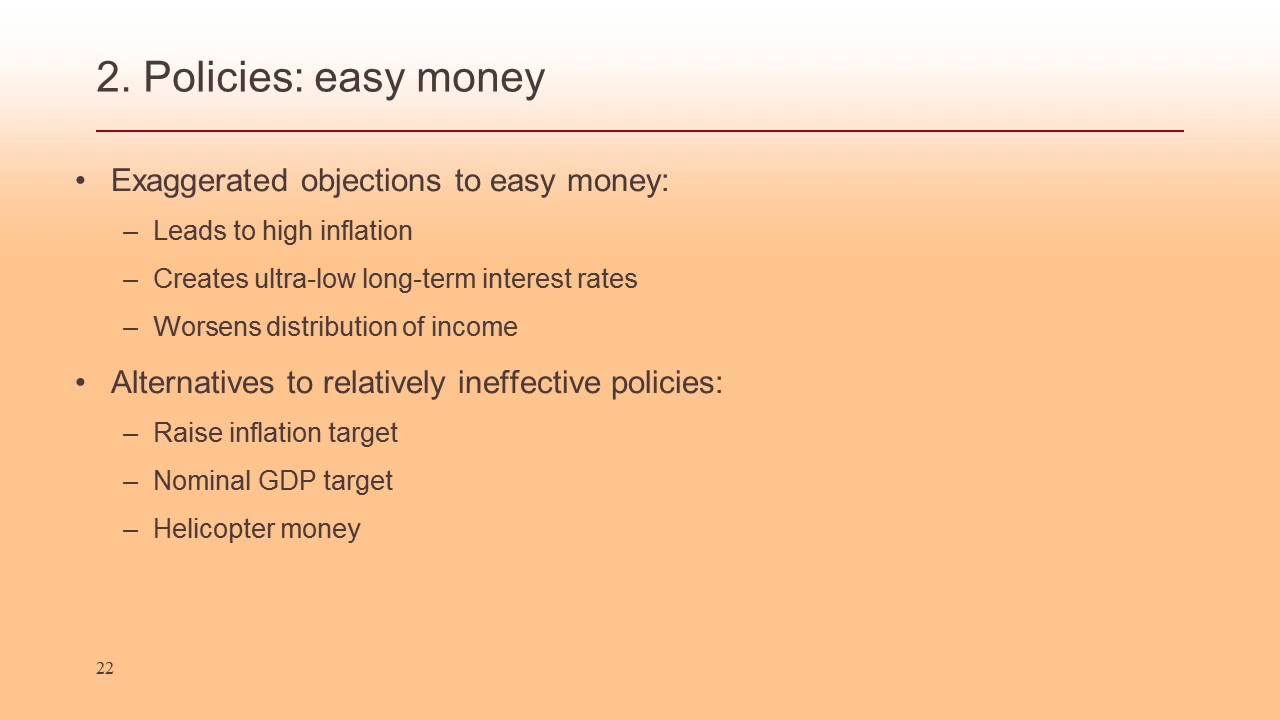 2. Policies: easy money
• Exaggerated objections to easy money:
– Leads to high inflation
– Creates ultra-low long-term interest rates
– Worsens distribution of income
• Alternatives to relatively ineffective policies:
– Raise inflation target
– Nominal GDP target
– Helicopter money
22